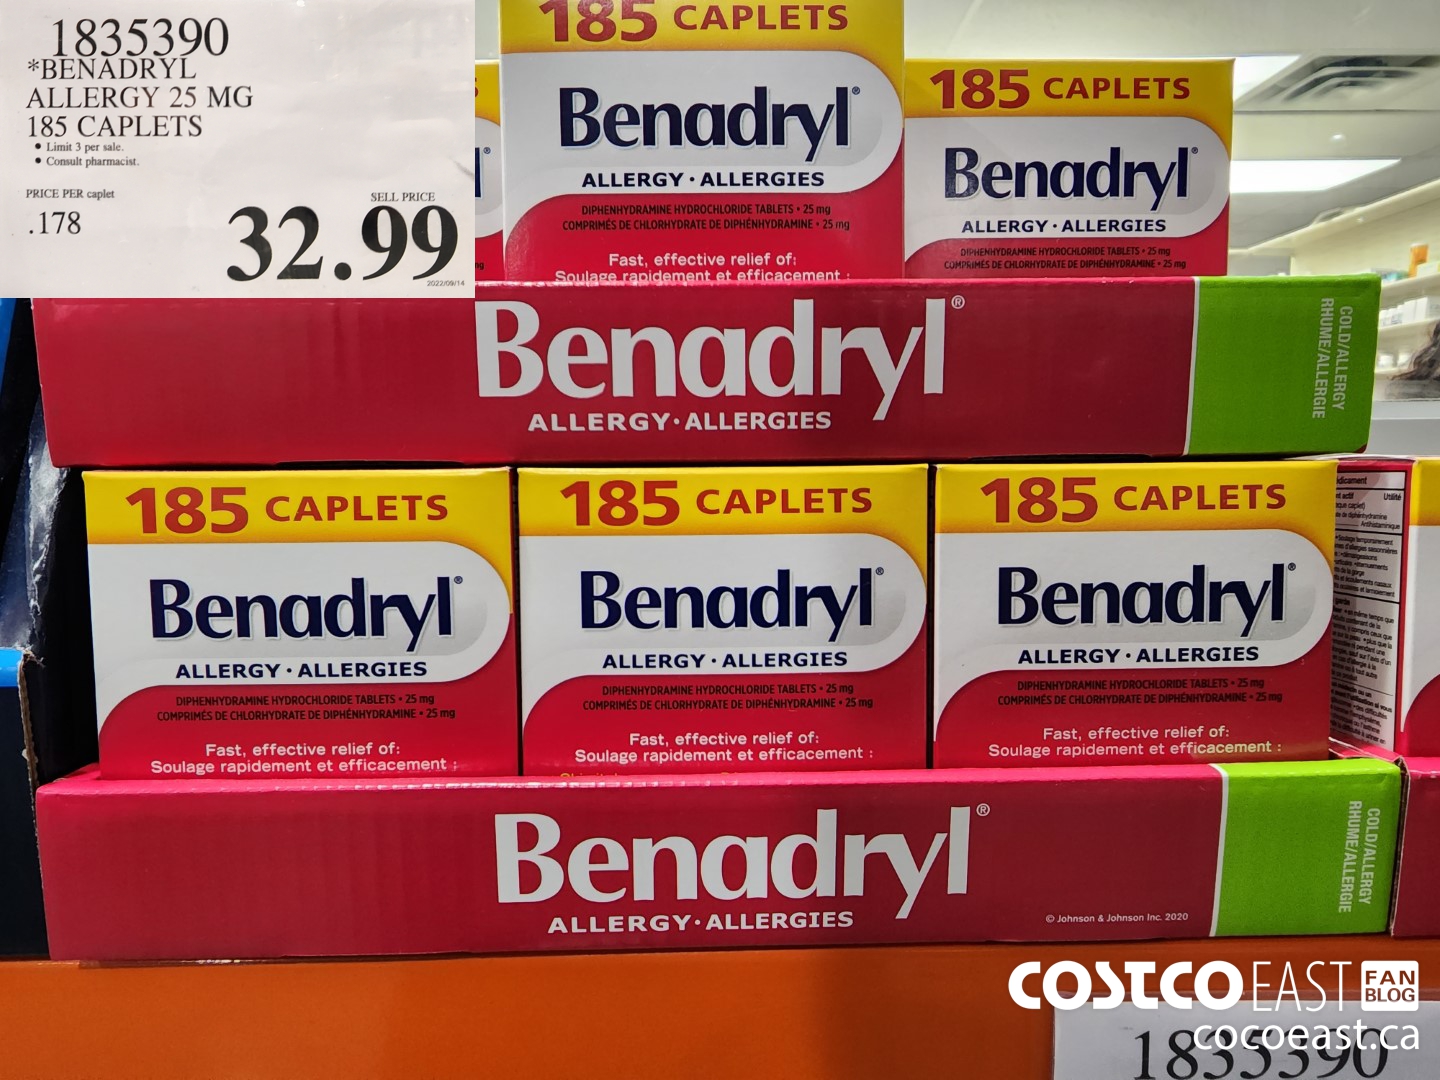 1835390
*BENADRYL
ALLERGY 25 MG
185 CAPLETS
• Limit 3 per sale.
• Consult pharmacist.
PRICE PER caplet
.178
SELL PRICE
32.99
2022/09/14
185 CAPLETS
Benadryl®
ALLERGY • ALLERGIES
DIPHENHYDRAMINE HYDROCHLORIDE TABLETS • 25 mg
COMPRIMÉS DE CHLORHYDRATE DE DIPHÉNHYDRAMINE • 25 mg
Fast, effective relief of:
Soulage rapidement et efficacement :
185 CAPLETS
Benadryl®
ALLERGY • ALLERGIES
DIPHENHYDRAMINE HYDROCHLORIDE TABLETS • 25 mg
COMPRIMÉS DE CHLORHYDRATE DE DIPHÉNHYDRAMINE • 25 mg
Benadryl®
ALLERGY • ALLERGIES
COLD/ALLERGY
RHUME/ALLERGIE
185 CAPLETS
Benadryl®
ALLERGY • ALLERGIES
DIPHENHYDRAMINE HYDROCHLORIDE TABLETS • 25 mg
COMPRIMÉS DE CHLORHYDRATE DE DIPHÉNHYDRAMINE • 25 mg
Fast, effective relief of:
Soulage rapidement et efficacement :
185 CAPLETS
Benadryl®
ALLERGY • ALLERGIES
DIPHENHYDRAMINE HYDROCHLORIDE TABLETS • 25 mg
COMPRIMÉS DE CHLORHYDRATE DE DIPHÉNHYDRAMINE • 25 mg
Fast, effective relief of:
Soulage rapidement et efficacement :
185 CAPLETS
Benadryl®
ALLERGY • ALLERGIES
DIPHENHYDRAMINE HYDROCHLORIDE TABLETS • 25 mg
COMPRIMÉS DE CHLORHYDRATE DE DIPHÉNHYDRAMINE • 25 mg
Fast, effective relief of:
Soulage rapidement et efficacement :
Utilité
Antihistaminique
Benadryl®
ALLERGY • ALLERGIES
© Johnson & Johnson Inc. 2020
COLD/ALLERGY
RHUME/ALLERGIE
COSTCO EAST FAN BLOG
cocoeast.ca
1835390